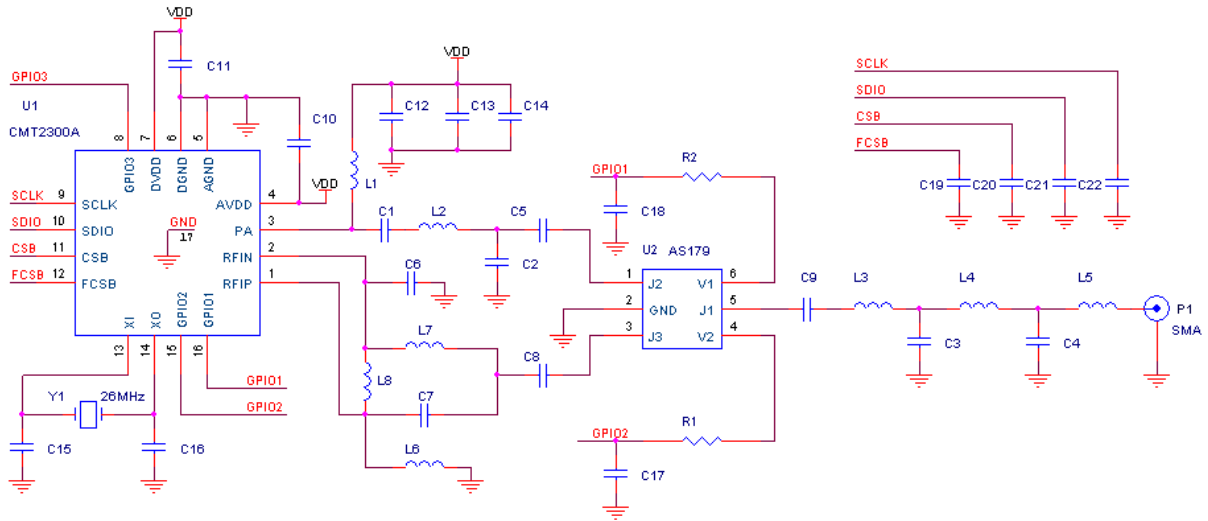 VDD
C11
GPIO3
U1
CMT2300A
8
7
6
5
GPIO3
DVDD
DGND
AGND
C10
VDD
C12
C13
C14
L1
VDD
SCLK
9
SCLK
AVDD
4
SDIO
10
SDIO
GND
17
PA
3
CSB
11
CSB
RFIN
2
FCSB
12
FCSB
RFIP
1
XI
XO
GPIO2
GPIO1
13
14
15
16
GPIO1
GPIO2
Y1
26MHz
C15
C16
C1
L2
C5
C2
C6
L7
L8
C7
C8
L6
GPIO1
R2
C18
U2
AS179
1
J2
V1
6
2
GND
J1
5
3
J3
V2
4
GPIO2
R1
C17
SCLK
SDIO
CSB
FCSB
C19
C20
C21
C22
C9
L3
L4
L5
C3
C4
P1
SMA